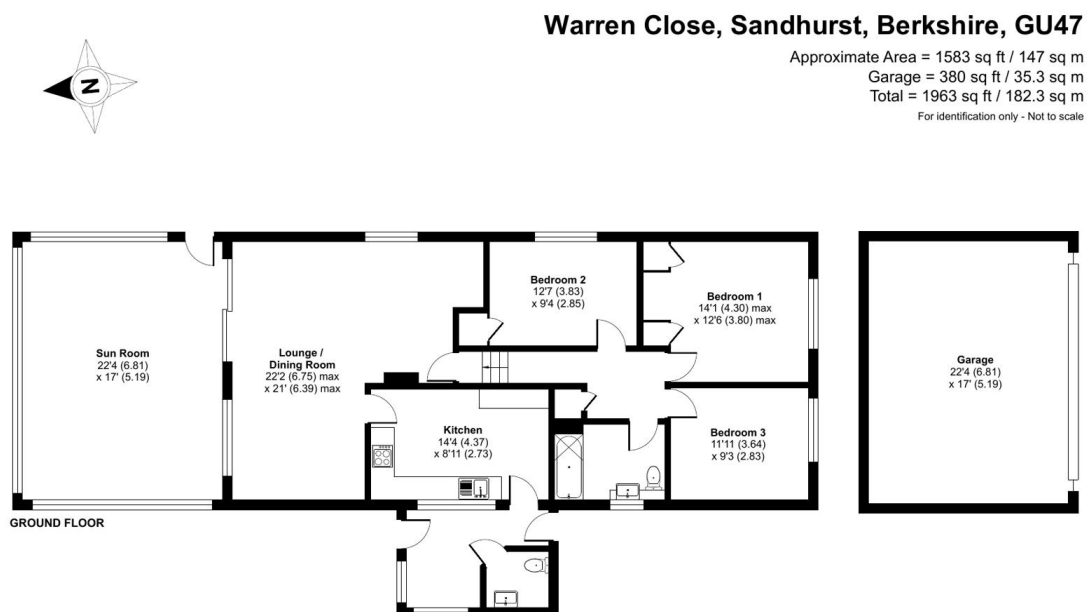 Warren Close, Sandhurst, Berkshire, GU47
Approximate Area = 1583 sq ft / 147 sq m
Garage = 380 sq ft / 35.3 sq m
Total = 1963 sq ft / 182.3 sq m
For identification only - Not to scale
N
Sun Room
22'4 (6.81)
x 17' (5.19)
Lounge /
Dining Room
22'2 (6.75) max
x 21' (6.39) max
Bedroom 2
12'7 (3.83)
x 9'4 (2.85)
Bedroom 1
14'1 (4.30) max
x 12'6 (3.80) max
Garage
22'4 (6.81)
x 17' (5.19)
Kitchen
14'4 (4.37)
x 8'11 (2.73)
Bedroom 3
11'11 (3.64)
x 9'3 (2.83)
GROUND FLOOR